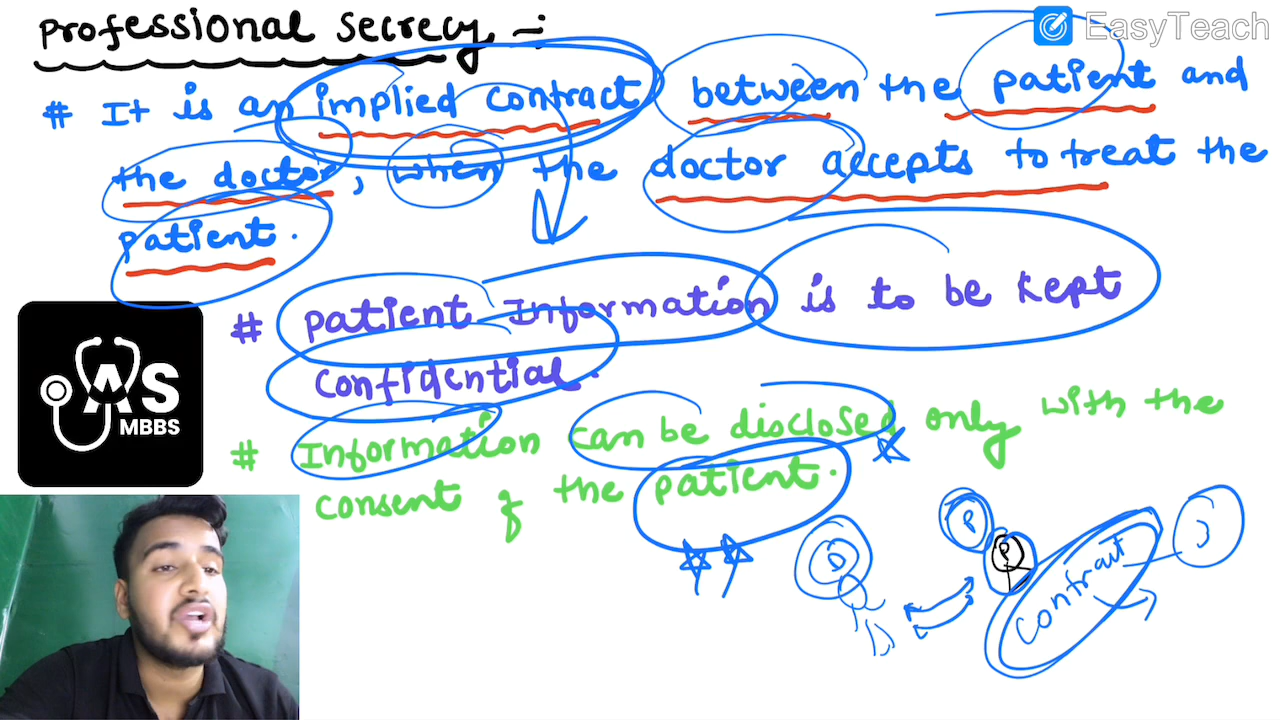 Professional Secrecy :-
EasyTeach
# It is an implied contract between the patient and
the doctor, when the doctor accepts to treat the
patient.
# Patient Information is to be kept
confidential.
# Information can be disclosed only with the
consent of the patient.
AS
MBBS
D
P
P
Contract
D